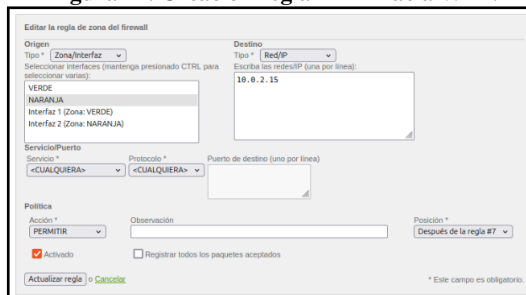 Editar la regla de zona del firewall
Origen
Destino
Tipo * Zona/Interfaz
Tipo * Red/IP
Seleccionar interfaces (mantenga presionado CTRL para seleccionar varias):
Escriba las redes/IP (una por línea):
VERDE
NARANJA
Interfaz 1 (Zona: VERDE)
Interfaz 2 (Zona: NARANJA)
10.0.2.15
Servicio/Puerto
Servicio *
Protocolo *
Puerto de destino (uno por línea)
<CUALQUIERA>
<CUALQUIERA>
Política
Acción *
Observación
Posición *
PERMITIR
Después de la regla #7
Activado
Registrar todos los paquetes aceptados
Actualizar regla o Cancelar
* Este campo es obligatorio.